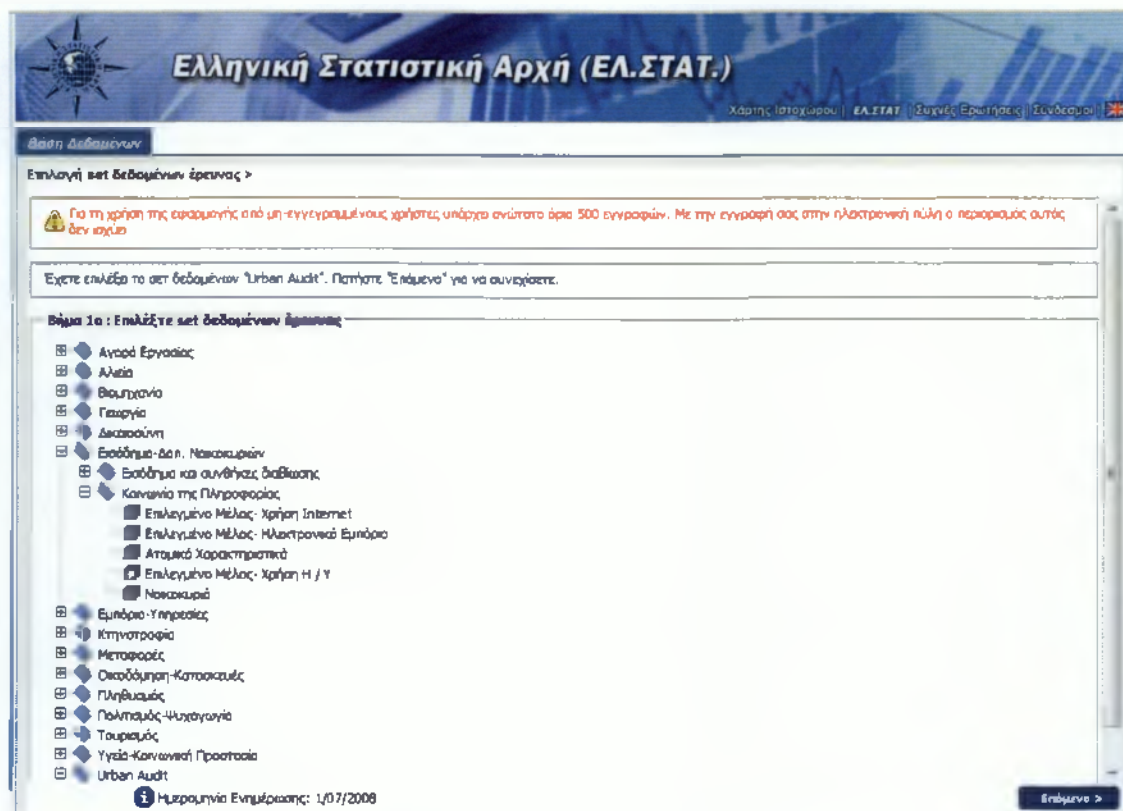 Ελληνική Στατιστική Αρχή (ΕΛ.ΣΤΑΤ.)
Χάρτης Ιστοχώρου | ΕΛ.ΣΤΑΤ | Συχνές Ερωτήσεις | Σύνδεσμοι
Βάση Δεδομένων
Επιλογή set δεδομένων έρευνας >
Για τη χρήση της εφαρμογής από μη-εγγεγραμμένους χρήστες υπάρχει ανώτατο όριο 500 εγγραφών. Με την εγγραφή σας στην ηλεκτρονική πύλη ο περιορισμός αυτός
δεν ισχύει
Έχετε επιλέξει το σετ δεδομένων "Urban Audit". Πατήστε "Επόμενο" για να συνεχίσετε.
Βήμα 1ο : Επιλέξτε set δεδομένων έρευνας
Αγορά Εργασίας
Αλιεία
Βιομηχανία
Γεωργία
Δικαιοσύνη
Εισόδημα-Δαπ. Νοικοκυριών
Εισόδημα και συνθήκες διαβίωσης
Κοινωνία της Πληροφορίας
Επιλεγμένο Μέλος- Χρήση Internet
Επιλεγμένο Μέλος- Ηλεκτρονικό Εμπόριο
Ατομικά Χαρακτηριστικά
Επιλεγμένο Μέλος- Χρήση Η / Υ
Νοικοκυριά
Εμπόριο-Υπηρεσίες
Κτηνοτροφία
Μεταφορές
Οικοδόμηση-Κατασκευές
Πληθυσμός
Πολιτισμός-Ψυχαγωγία
Τουρισμός
Υγεία-Κοινωνική Προστασία
Urban Audit
Ημερομηνία Ενημέρωσης: 1/07/2008
Επόμενο >